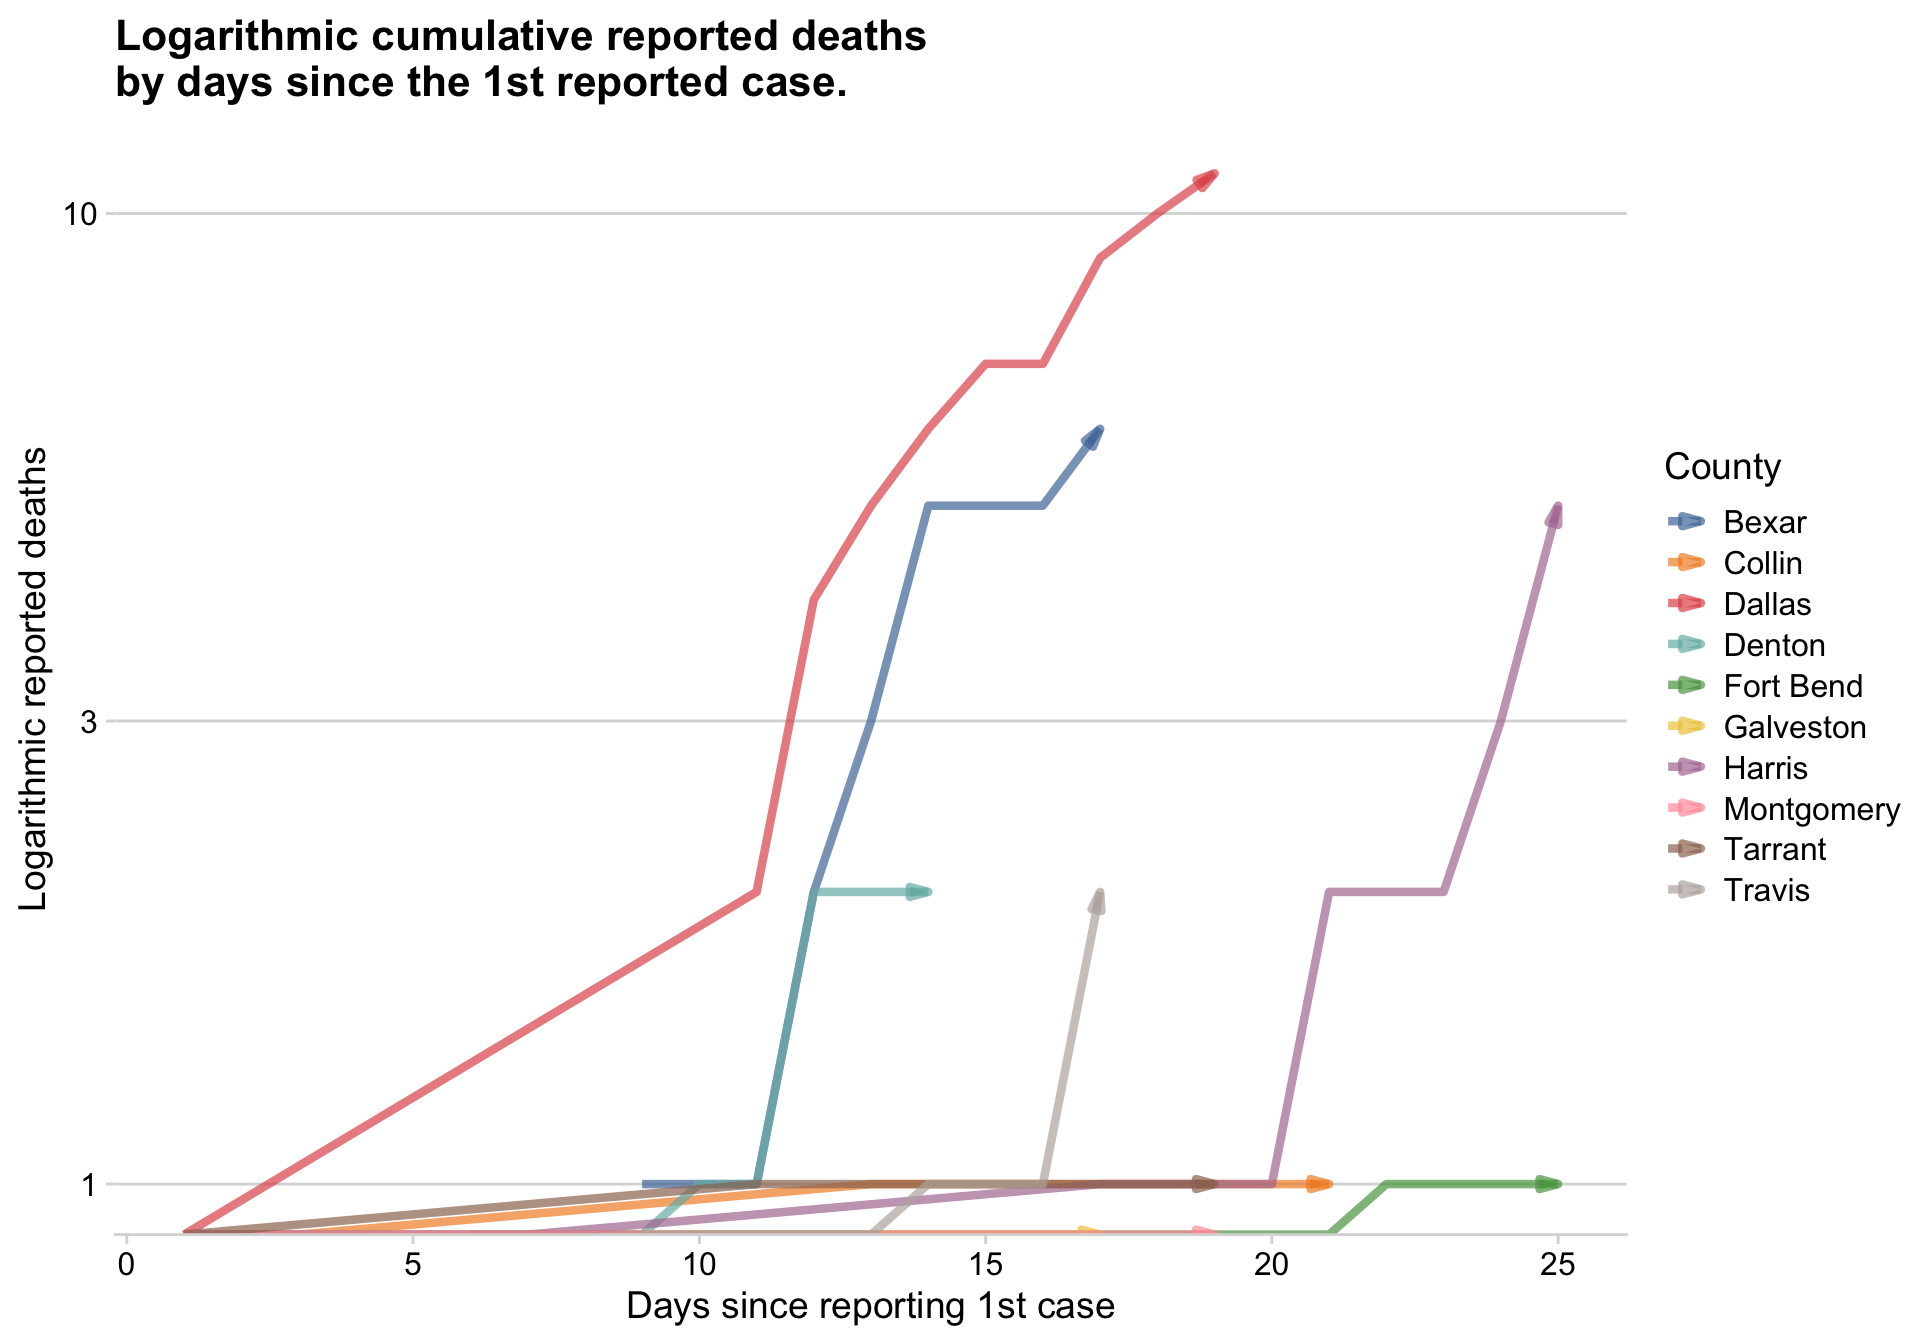 Logarithmic cumulative reported deaths
by days since the 1st reported case.
10
3
1
Logarithmic reported deaths
0 5 10 15 20 25
Days since reporting 1st case
County
Bexar
Collin
Dallas
Denton
Fort Bend
Galveston
Harris
Montgomery
Tarrant
Travis